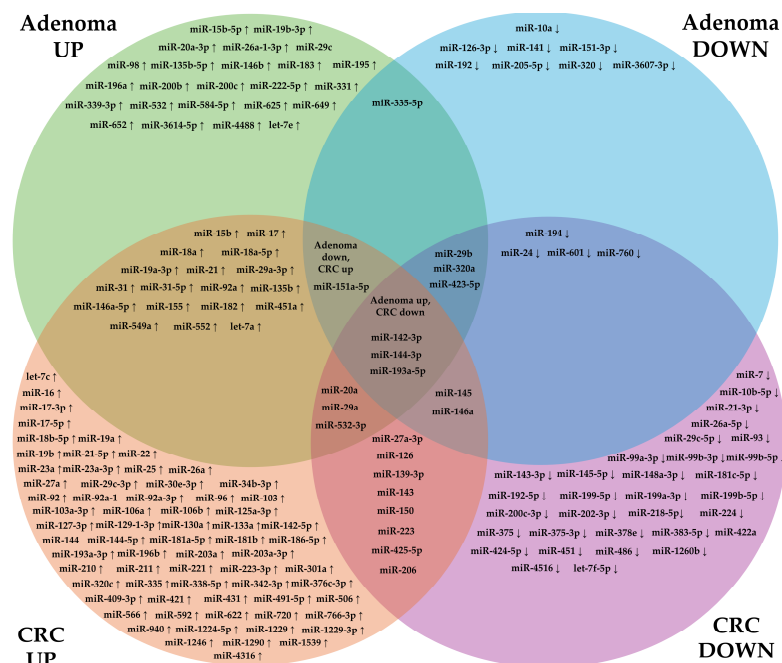 Adenoma
UP
miR-15b-5p ↑ miR-19b-3p ↑
miR-20a-3p ↑ miR-26a-1-3p ↑ miR-29c
miR-98 ↑ miR-135b-5p ↑ miR-146b ↑ miR-183 ↑ miR-195 ↑
miR-196a ↑ miR-200b ↑ miR-200c ↑ miR-222-5p ↑ miR-331 ↑
miR-339-3p ↑ miR-532 ↑ miR-584-5p ↑ miR-625 ↑ miR-649 ↑
miR-652 ↑ miR-3614-5p ↑ miR-4488 ↑ let-7e ↑
Adenoma
DOWN
miR-10a ↓
miR-126-3p ↓ miR-141 ↓ miR-151-3p ↓
miR-192 ↓ miR-205-5p ↓ miR-320 ↓ miR-3607-3p ↓
miR-335-5p
miR-15b ↑ miR-17 ↑
miR-18a ↑ miR-18a-5p ↑
miR-19a-3p ↑ miR-21 ↑ miR-29a-3p ↑
miR-31 ↑ miR-31-5p ↑ miR-92a ↑ miR-135b ↑
miR-146a-5p ↑ miR-155 ↑ miR-182 ↑ miR-451a ↑
miR-549a ↑ miR-552 ↑ let-7a ↑
Adenoma
down,
CRC up
miR-151a-5p
miR-29b
miR-320a
miR-423-5p
miR-194 ↓
miR-24 ↓ miR-601 ↓ miR-760 ↓
Adenoma up,
CRC down
miR-142-3p
miR-144-3p
miR-193a-5p
miR-20a
miR-29a
miR-532-3p
miR-145
miR-146a
miR-27a-3p
miR-126
miR-139-3p
miR-143
miR-150
miR-223
miR-425-5p
miR-206
let-7c ↑
miR-16 ↑
miR-17-3p ↑
miR-17-5p ↑
miR-18b-5p ↑ miR-19a ↑
miR-19b ↑ miR-21-5p ↑ miR-22 ↑
miR-23a ↑ miR-23a-3p ↑ miR-25 ↑ miR-26a ↑
miR-27a ↑ miR-29c-3p ↑ miR-30e-3p ↑ miR-34b-3p ↑
miR-92 ↑ miR-92a-1 miR-92a-3p ↑ miR-96 ↑ miR-103 ↑
miR-103a-3p ↑ miR-106a ↑ miR-106b ↑ miR-125a-3p ↑
miR-127-3p ↑ miR-129-1-3p ↑ miR-130a ↑ miR-133a ↑ miR-142-5p ↑
miR-144 miR-144-5p ↑ miR-181a-5p ↑ miR-181b ↑ miR-186-5p ↑
miR-193a-3p ↑ miR-196b ↑ miR-203a ↑ miR-203a-3p ↑
miR-210 ↑ miR-211 ↑ miR-221 ↑ miR-223-3p ↑ miR-301a ↑
miR-320c ↑ miR-335 ↑ miR-338-5p ↑ miR-342-3p ↑ miR-376c-3p ↑
miR-409-3p ↑ miR-421 ↑ miR-431 ↑ miR-491-5p ↑ miR-506 ↑
miR-566 ↑ miR-592 ↑ miR-622 ↑ miR-720 ↑ miR-766-3p ↑
miR-940 ↑ miR-1224-5p ↑ miR-1229 ↑ miR-1229-3p ↑
miR-1246 ↑ miR-1290 ↑ miR-1539 ↑
miR-4316 ↑
CRC
UP
miR-7 ↓
miR-10b-5p ↓
miR-21-3p ↓
miR-26a-5p ↓
miR-29c-5p ↓ miR-93 ↓
miR-99a-3p ↓ miR-99b-3p ↓ miR-99b-5p ↓
miR-143-3p ↓ miR-145-5p ↓ miR-148a-3p ↓ miR-181c-5p ↓
miR-192-5p ↓ miR-199-5p ↓ miR-199a-3p ↓ miR-199b-5p ↓
miR-200c-3p ↓ miR-202-3p ↓ miR-218-5p ↓ miR-224 ↓
miR-375 ↓ miR-375-3p ↓ miR-378e ↓ miR-383-5p ↓ miR-422a
miR-424-5p ↓ miR-451 ↓ miR-486 ↓ miR-1260b ↓
miR-4516 ↓ let-7f-5p ↓
CRC
DOWN